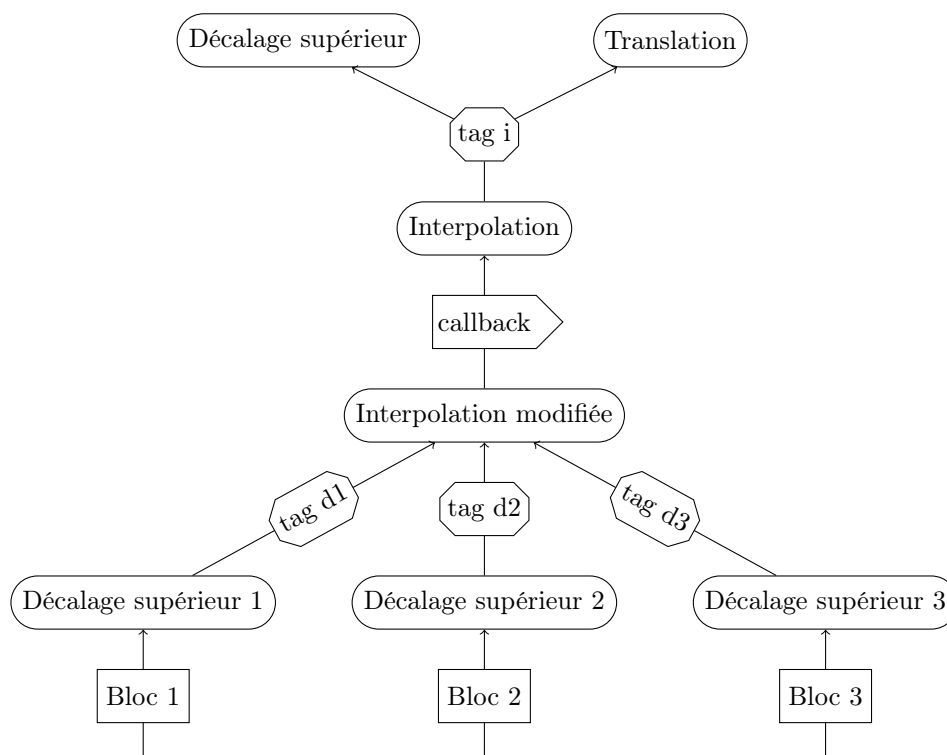 Décalage supérieur
Translation
tag i
Interpolation
callback
Interpolation modifiée
tag d1
tag d2
tag d3
Décalage supérieur 1
Décalage supérieur 2
Décalage supérieur 3
Bloc 1
Bloc 2
Bloc 3